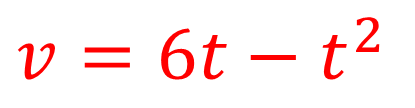 v = 6t − t²